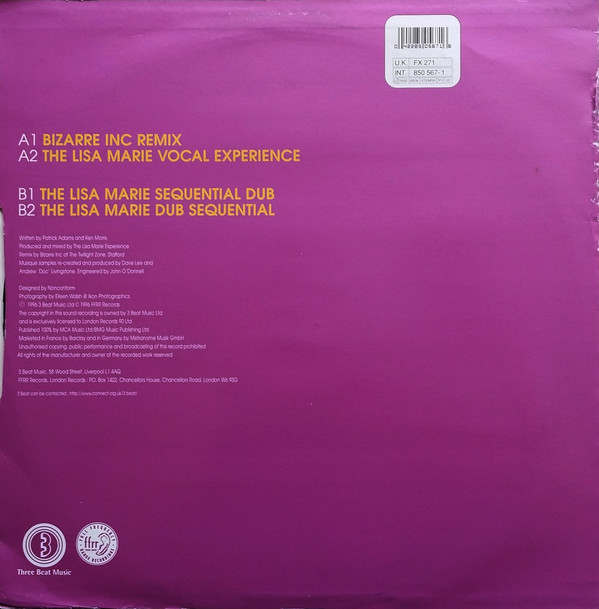 U.K FX 271
INT 850 567-1
A1 BIZARRE INC REMIX
A2 THE LISA MARIE VOCAL EXPERIENCE
B1 THE LISA MARIE SEQUENTIAL DUB
B2 THE LISA MARIE DUB SEQUENTIAL
Written by Patrick Adams and Ken Morris
Produced and mixed by The Lisa Marie Experience.
Remix by Bizarre Inc at The Twilight Zone, Stafford
Musique samples re-created and produced by Dave Lee and
Andrew 'Doc' Livingstone. Engineered by John O'Donnell
Designed by Nonconform
Photography by Eileen Walsh @ Ikon Photographics
Ⓟ 1996 3 Beat Music Ltd © 1996 FFRR Records
The copyright in this sound recording is owned by 3 Beat Music Ltd
and is exclusively licensed to London Records 90 Ltd
Published 100% by MCA Music Ltd/BMG Music Publishing Ltd
Marketed in France by Barclay and in Germany by Metronome Musik GmbH
Unauthorised copying, public performance and broadcasting of this record prohibited
All rights of the manufacturer and owner of the recorded work reserved
3 Beat Music, 58 Wood Street, Liverpool L1 4AQ
FFRR Records, London Records : P.O. Box 1422, Chancellors House, Chancellors Road, London W6 9SG
3 Beat can be contacted : http://www.connect.org.uk/3 beat/
3
FULL FREQUENCY
ffrr
RANGE RECORDINGS
Three Beat Music